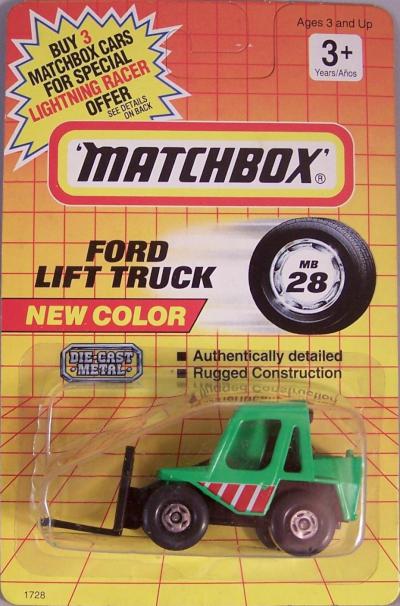 BUY 3
MATCHBOX CARS
FOR SPECIAL
LIGHTNING RACER
OFFER
SEE DETAILS
ON BACK
Ages 3 and Up
3+
Years/Años
'MATCHBOX'®
FORD
LIFT TRUCK
MB
28
NEW COLOR
DIE-CAST
METAL
■ Authentically detailed
■ Rugged Construction
1728